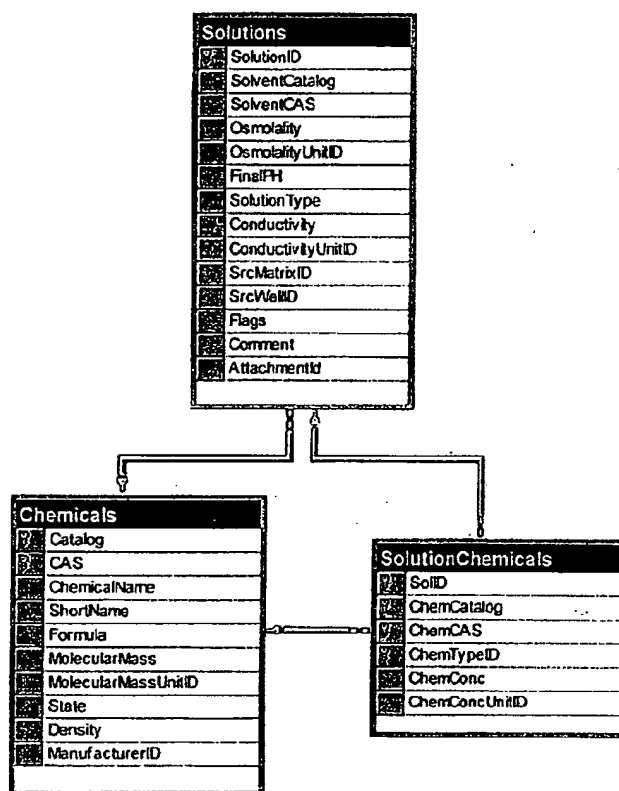 Solutions
SolutionID
SolventCatalog
SolventCAS
Osmolality
OsmolalityUnitID
FinalPH
SolutionType
Conductivity
ConductivityUnitID
SrcMatrixID
SrcWellID
Flags
Comment
AttachmentId
Chemicals
Catalog
CAS
ChemicalName
ShortName
Formula
MolecularMass
MolecularMassUnitID
State
Density
ManufacturerID
SolutionChemicals
SolID
ChemCatalog
ChemCAS
ChemTypeID
ChemConc
ChemConcUnitID